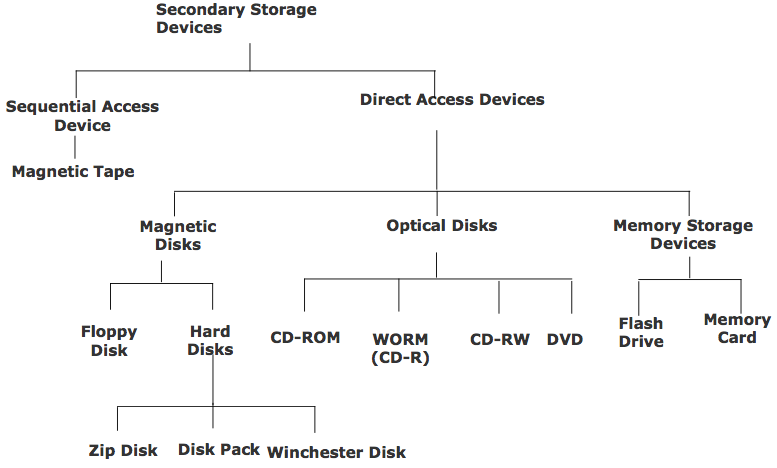 Secondary Storage
Devices
Sequential Access
Device
Direct Access Devices
Magnetic Tape
Magnetic
Disks
Optical Disks
Memory Storage
Devices
Floppy
Disk
Hard
Disks
CD-ROM
WORM
(CD-R)
CD-RW
DVD
Flash
Drive
Memory
Card
Zip Disk
Disk Pack
Winchester Disk